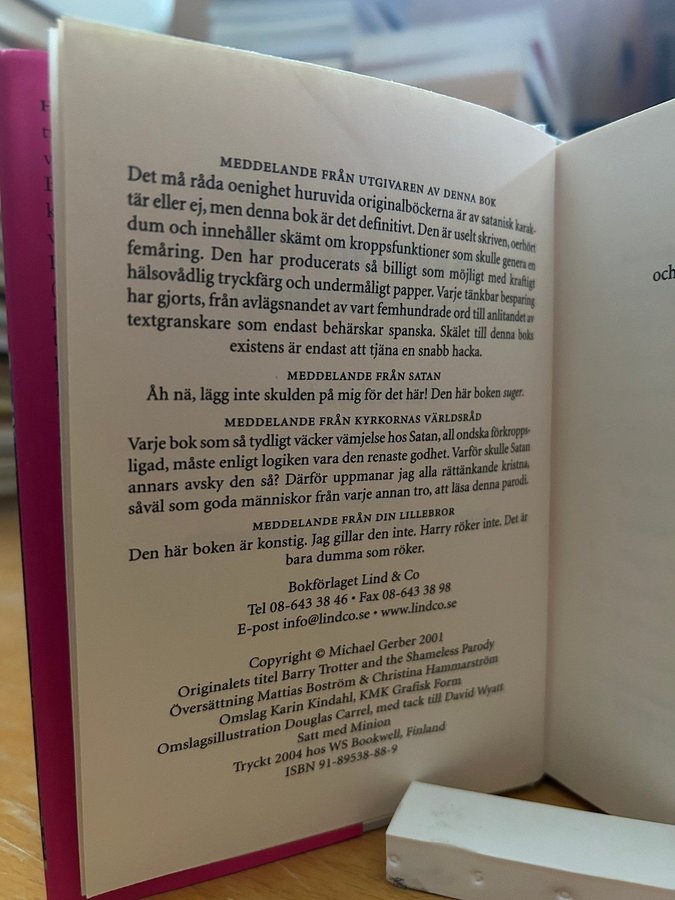 MEDDELANDE FRÅN UTGIVAREN AV DENNA BOK
Det må råda oenighet huruvida originalböckerna är av satanisk karak-
tär eller ej, men denna bok är det definitivt. Den är uselt skriven, oerhört
dum och innehåller skämt om kroppsfunktioner som skulle genera en
femåring. Den har producerats så billigt som möjligt med kraftigt
hälsovådlig tryckfärg och undermåligt papper. Varje tänkbar besparing
har gjorts, från avlägsnandet av vart femhundrade ord till anlitandet av
textgranskare som endast behärskar spanska. Skälet till denna boks
existens är endast att tjäna en snabb hacka.
MEDDELANDE FRÅN SATAN
Åh nä, lägg inte skulden på mig för det här! Den här boken suger.
MEDDELANDE FRÅN KYRKORNAS VÄRLDSRÅD
Varje bok som så tydligt väcker vämjelse hos Satan, all ondska förkropps-
ligad, måste enligt logiken vara den renaste godhet. Varför skulle Satan
annars avsky den så? Därför uppmanar jag alla rättänkande kristna,
såväl som goda människor från varje annan tro, att läsa denna parodi.
MEDDELANDE FRÅN DIN LILLEBROR
Den här boken är konstig. Jag gillar den inte. Harry röker inte. Det är
bara dumma som röker.
Bokförlaget Lind & Co
Tel 08-643 38 46 • Fax 08-643 38 98
E-post info@lindco.se • www.lindco.se
Copyright © Michael Gerber 2001
Originalets titel Barry Trotter and the Shameless Parody
Översättning Mattias Boström & Christina Hammarström
Omslag Karin Kindahl, KMK Grafisk Form
Omslagsillustration Douglas Carrel, med tack till David Wyatt
Satt med Minion
Tryckt 2004 hos WS Bookwell, Finland
ISBN 91-89538-88-9
och